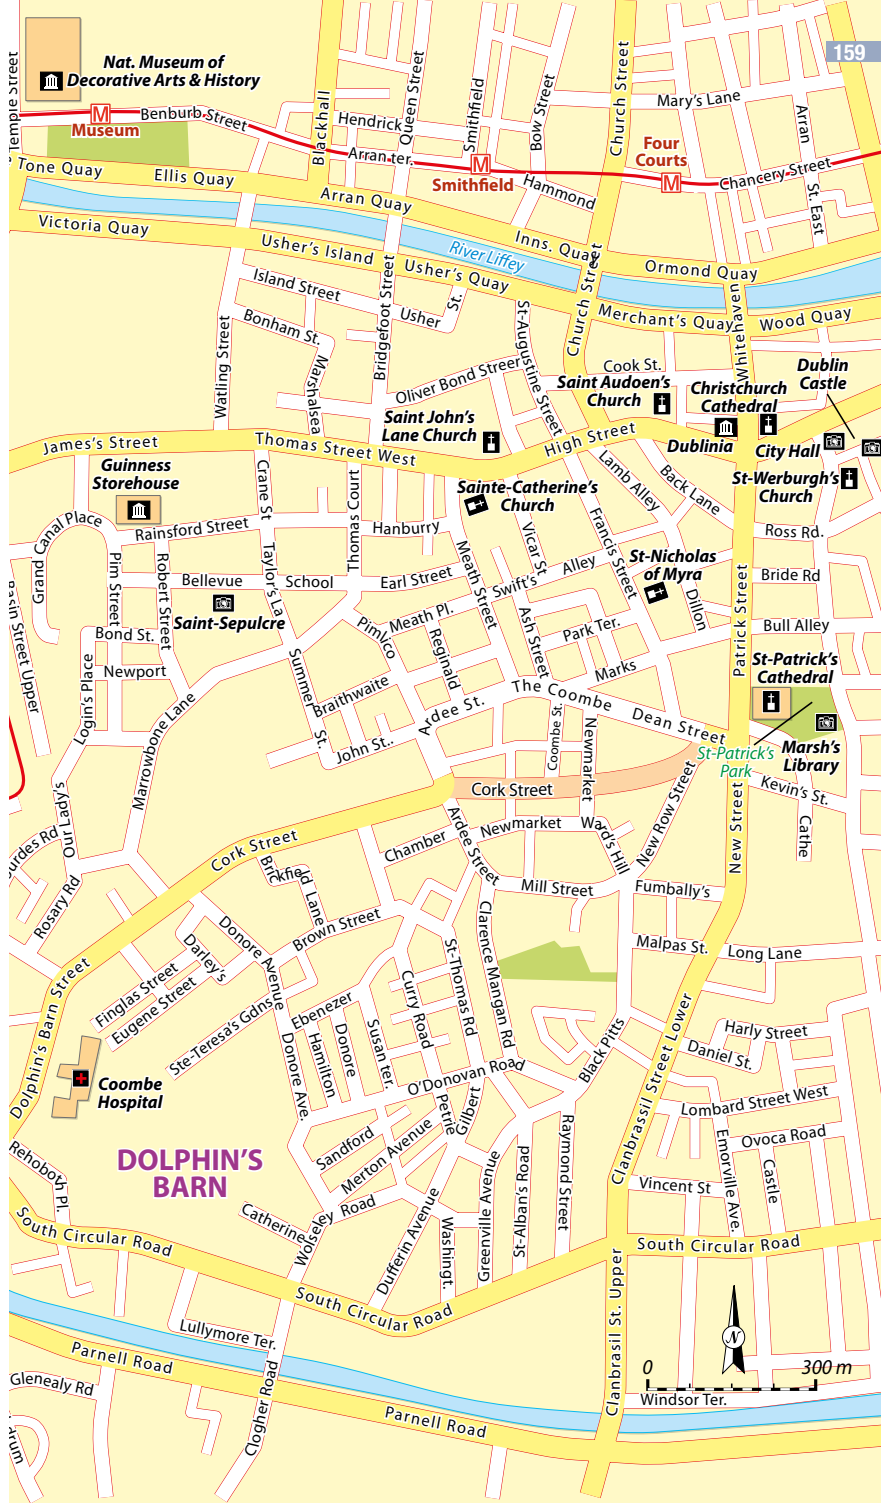 Temple Street
Nat. Museum of
Decorative Arts & History
M
Museum
Benburb Street
Blackhall
Hendrick
Queen Street
Arran ter.
Smithfield
M
Smithfield
Bow Street
Hammond
Church Street
Mary's Lane
Four
Courts
M
Chancery Street
Arran
St. East
159
Tone Quay
Ellis Quay
Arran Quay
Inns. Quay
Ormond Quay
Victoria Quay
Usher's Island
Usher's Quay
River Liffey
Merchant's Quay
Wood Quay
Church Street
Whitehaven
Island Street
Bonham St.
Usher
St.
Watling Street
Marshalsea
Bridgefoot Street
Oliver Bond Street
St-Augustine Street
Cook St.
Saint Audoen's
Church
Christchurch
Cathedral
Dublin
Castle
Saint John's
Lane Church
High Street
Dublinia
City Hall
St-Werburgh's
Church
James's Street
Thomas Street West
Guinness
Storehouse
Crane St
Thomas Court
Sainte-Catherine's
Church
Lamb Alley
Back Lane
Grand Canal Place
Rainsford Street
Hanburry
Vicar St.
Francis Street
St-Nicholas
of Myra
Ross Rd.
Pim Street
Robert Street
Bellevue
School
Earl Street
Taylor's La
Meath Street
Swift's
Alley
Dillon
Bride Rd
Patrick Street
Saint-Sepulcre
Basin Street Upper
Bond St.
Pimlico
Meath Pl.
Reginald
Ash Street
Park Ter.
Bull Alley
Newport
Login's Place
Summer
St.
Braithwaite
Marks
St-Patrick's
Cathedral
Marrowbone Lane
John St..
Ardee St.
The Coombe
Dean Street
Coombe St.
Newmarket
St-Patrick's
Park
Marsh's
Library
Our Lady's
Cork Street
Kevin's St.
Cathe
New Street
New Row Street
Cork Street
Chamber
Ardee Street
Newmarket
Ward's Hill
Brickfield Lane
Mill Street
Fumbally's
Rosary Rd
Donore Avenue
Brown Street
Darley's
Clarence Mangan Rd
Malpas St.
Long Lane
Dolphin's Barn Street
Finglas Street
Eugene Street
Ste-Teresa's Gdns
Ebenezer
St-Thomas Rd
Curry Road
Susan ter.
Donore
Hamilton
Donore Ave.
Black Pitts
Clanbrassil Street Lower
Harly Street
Daniel St.
Coombe
Hospital
O'Donovan Road
Petrie
Gilbert
Lombard Street West
Emorville Ave.
Ovoca Road
Castle
DOLPHIN'S
BARN
Sandford
Merton Avenue
Raymond Street
St-Alban's Road
Greenville Avenue
Vincent St
Rehoboth Pl.
Catherine
Wolseley Road
Dufferin Avenue
Washingt.
South Circular Road
South Circular Road
South Circular Road
Clanbrasil St. Upper
N
0
300 m
Lullymore Ter.
Parnell Road
Clogher Road
Parnell Road
Windsor Ter.
Glenealy Rd